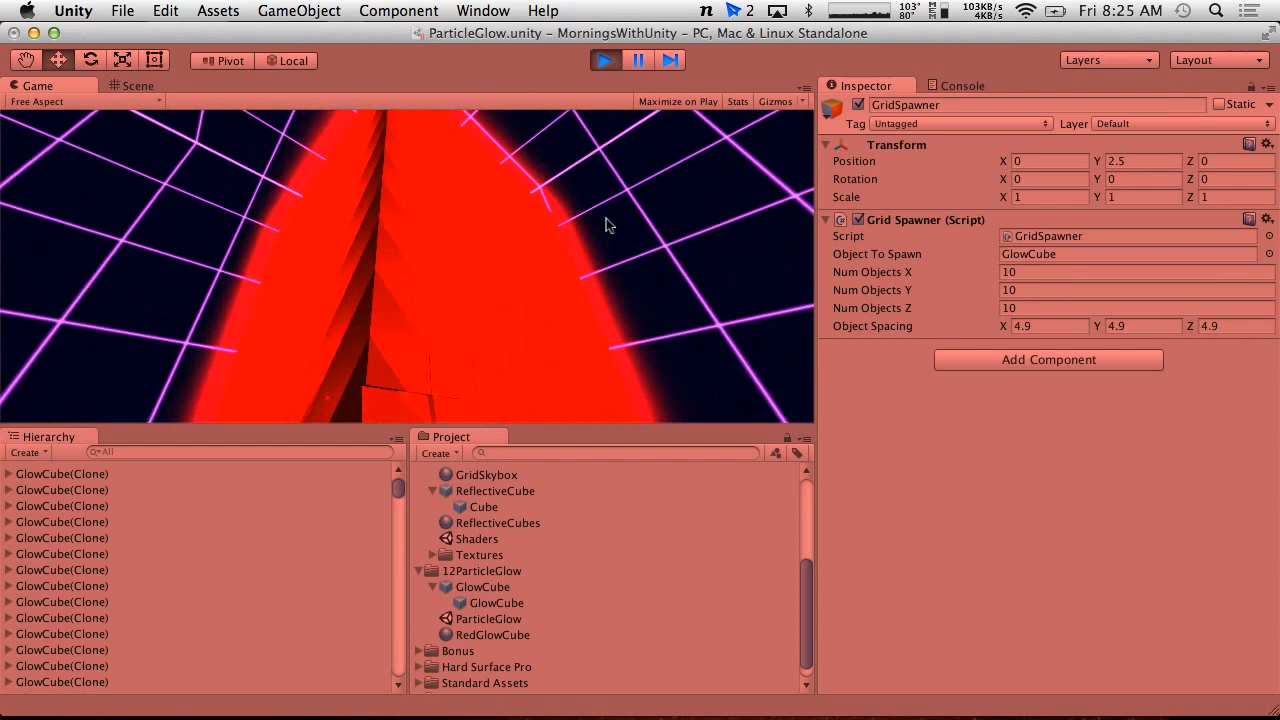 Unity File Edit Assets GameObject Component Window Help 2 103° 80° MEM 103KB/s 4KB/s Fri 8:25 AM
ParticleGlow.unity – MorningsWithUnity – PC, Mac & Linux Standalone
Pivot Local Layers Layout
Game Scene
Free Aspect Maximize on Play Stats Gizmos
Inspector Console
GridSpawner Static
Tag Untagged Layer Default
Transform
Position X 0 Y 2.5 Z 0
Rotation X 0 Y 0 Z 0
Scale X 1 Y 1 Z 1
Grid Spawner (Script)
Script GridSpawner
Object To Spawn GlowCube
Num Objects X 10
Num Objects Y 10
Num Objects Z 10
Object Spacing X 4.9 Y 4.9 Z 4.9
Add Component
Hierarchy
Create All
GlowCube(Clone)
GlowCube(Clone)
GlowCube(Clone)
GlowCube(Clone)
GlowCube(Clone)
GlowCube(Clone)
GlowCube(Clone)
GlowCube(Clone)
GlowCube(Clone)
GlowCube(Clone)
GlowCube(Clone)
GlowCube(Clone)
GlowCube(Clone)
GlowCube(Clone)
Project
Create
GridSkybox
ReflectiveCube
Cube
ReflectiveCubes
Shaders
Textures
12ParticleGlow
GlowCube
GlowCube
ParticleGlow
RedGlowCube
Bonus
Hard Surface Pro
Standard Assets